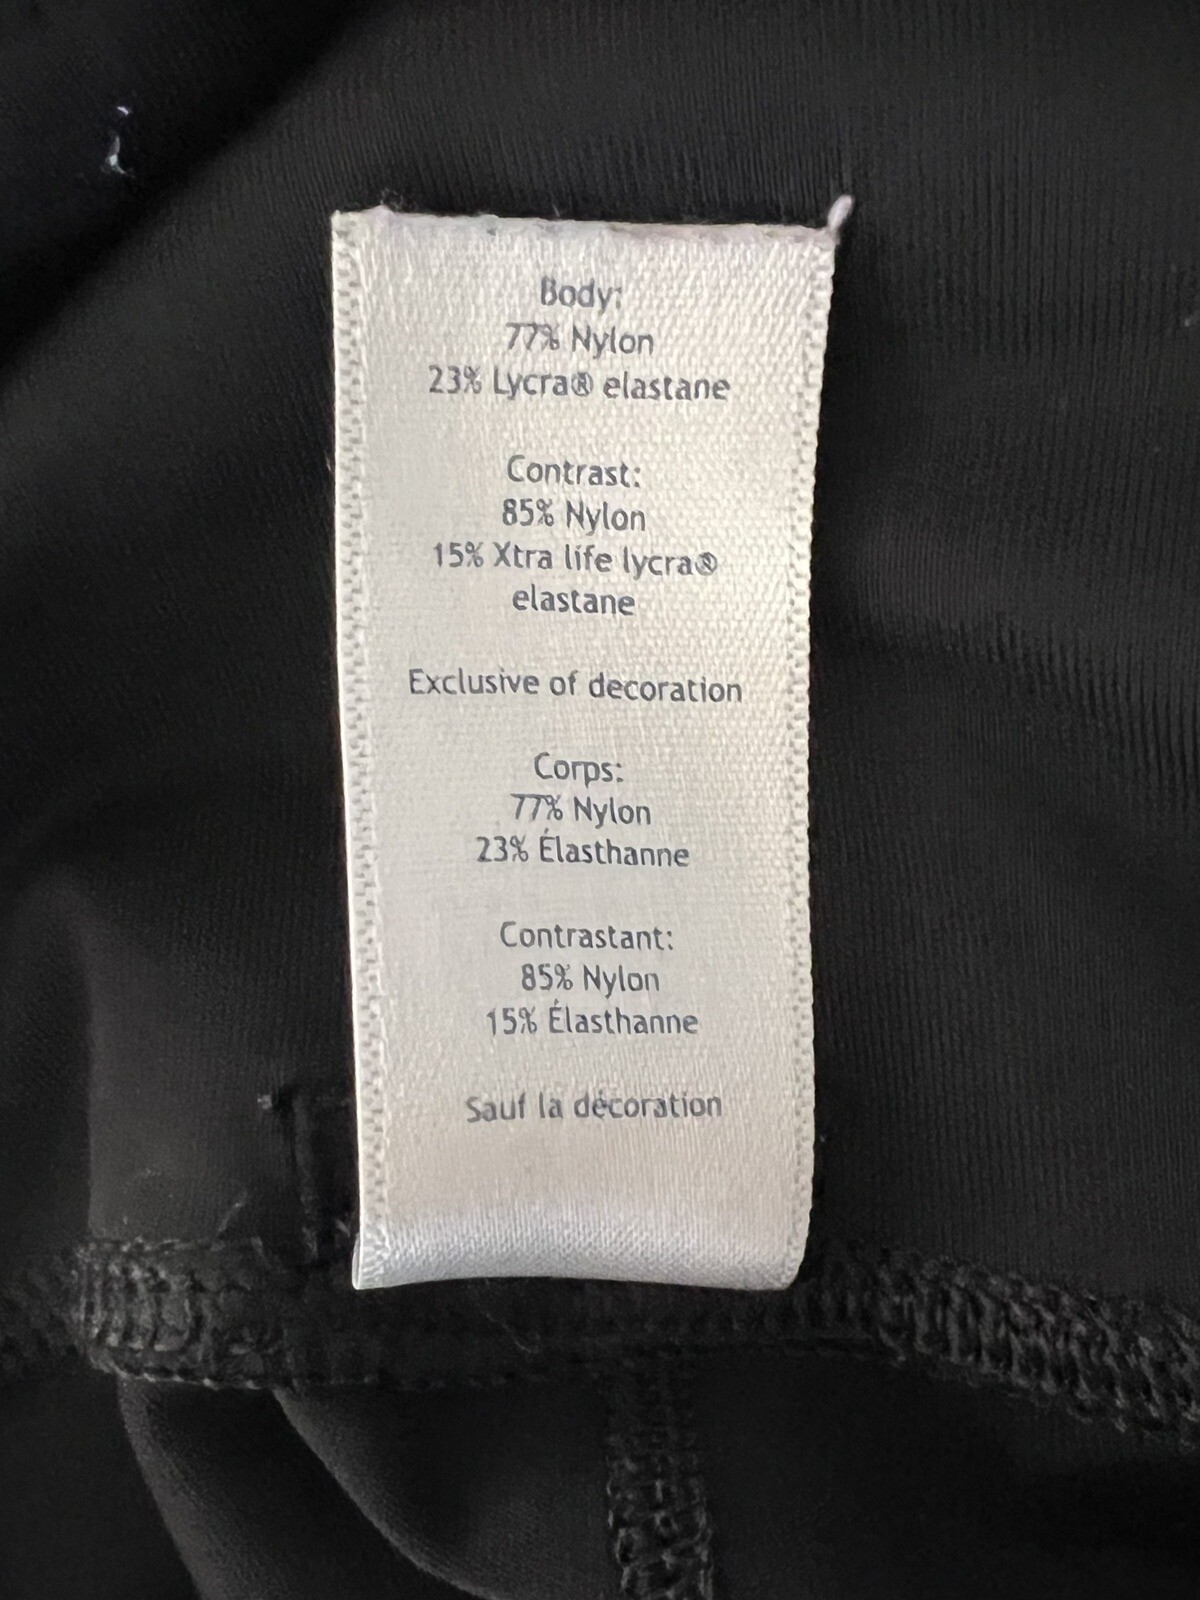 Body:
77% Nylon
23% Lycra® elastane
Contrast:
85% Nylon
15% Xtra life lycra®
elastane
Exclusive of decoration
Corps:
77% Nylon
23% Élasthanne
Contrastant:
85% Nylon
15% Élasthanne
Sauf la décoration